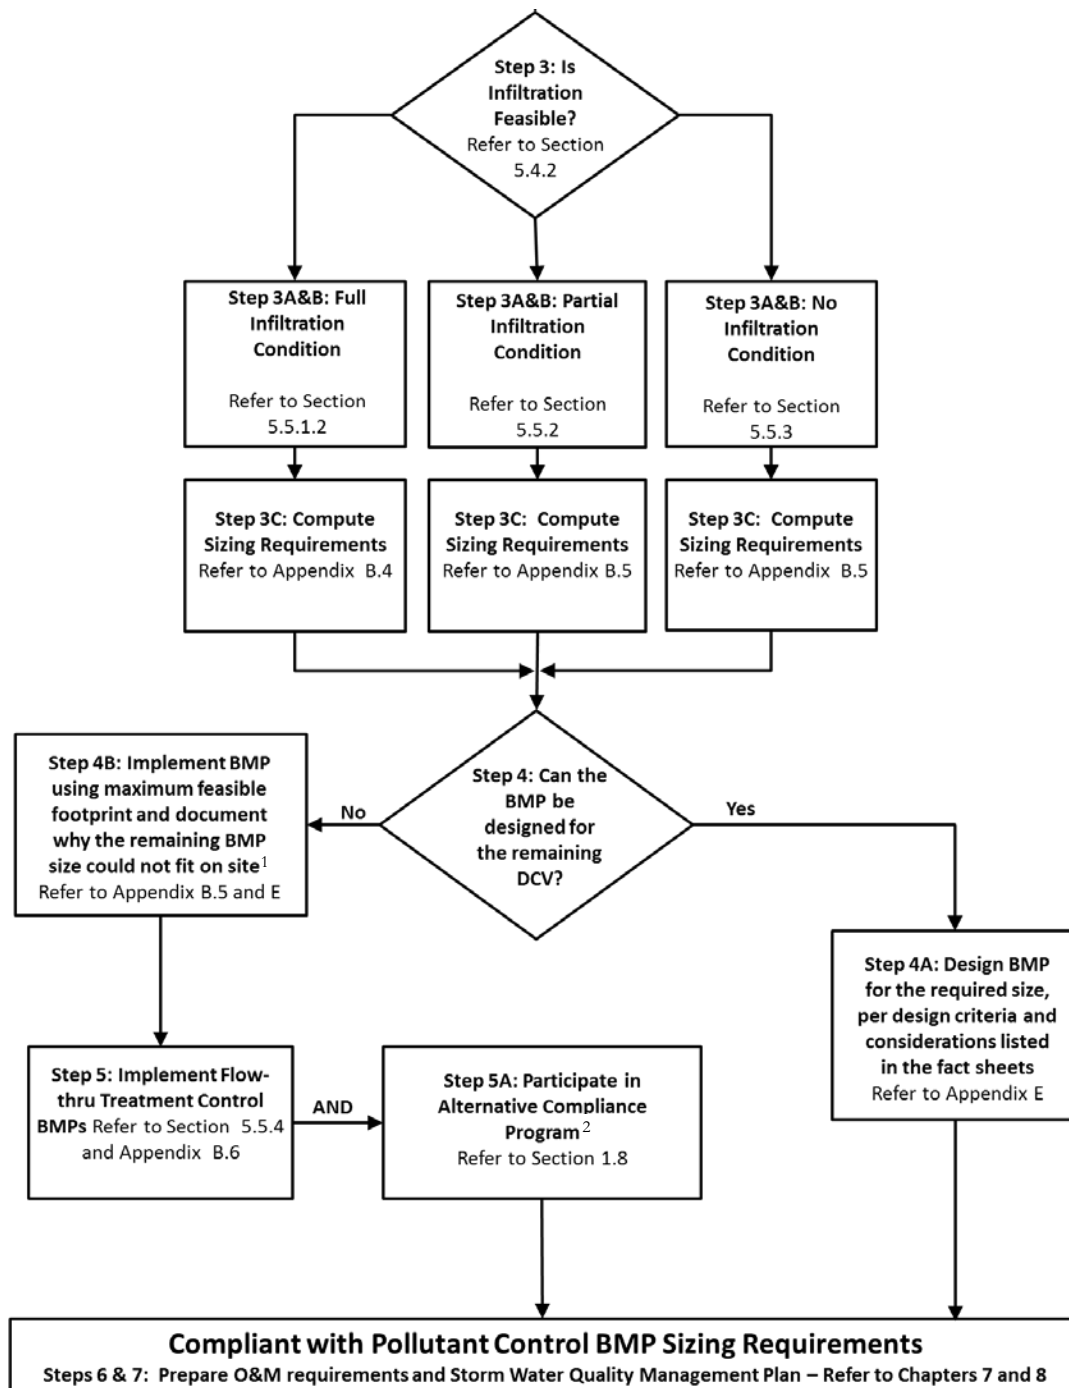 Step 3: Is
Infiltration
Feasible?
Refer to Section
5.4.2
Step 3A&B: Full
Infiltration
Condition
Refer to Section
5.5.1.2
Step 3A&B: Partial
Infiltration
Condition
Refer to Section
5.5.2
Step 3A&B: No
Infiltration
Condition
Refer to Section
5.5.3
Step 3C: Compute
Sizing Requirements
Refer to Appendix B.4
Step 3C: Compute
Sizing Requirements
Refer to Appendix B.5
Step 3C: Compute
Sizing Requirements
Refer to Appendix B.5
Step 4: Can the
BMP be
designed for
the remaining
DCV?
No
Yes
Step 4B: Implement BMP
using maximum feasible
footprint and document
why the remaining BMP
size could not fit on site1
Refer to Appendix B.5 and E
Step 4A: Design BMP
for the required size,
per design criteria and
considerations listed
in the fact sheets
Refer to Appendix E
Step 5: Implement Flow-
thru Treatment Control
BMPs Refer to Section 5.5.4
and Appendix B.6
AND
Step 5A: Participate in
Alternative Compliance
Program2
Refer to Section 1.8
Compliant with Pollutant Control BMP Sizing Requirements
Steps 6 & 7: Prepare O&M requirements and Storm Water Quality Management Plan – Refer to Chapters 7 and 8